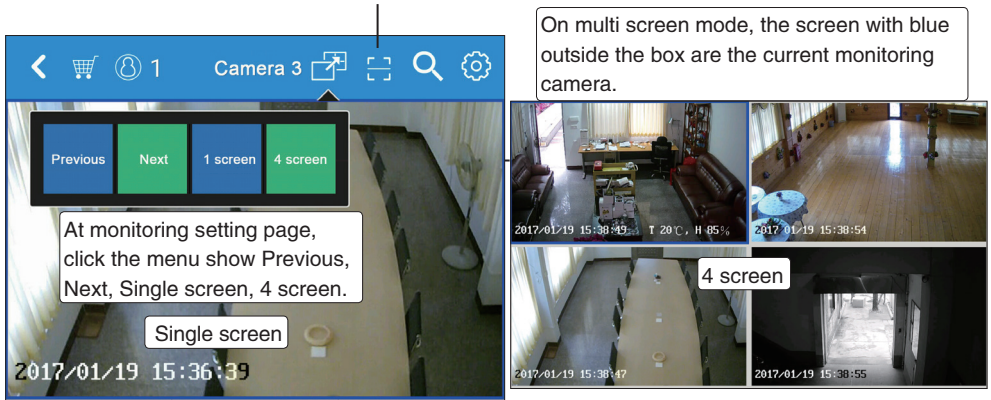 1 Camera 3
Previous Next 1 screen 4 screen
At monitoring setting page,
click the menu show Previous,
Next, Single screen, 4 screen.
Single screen
2017/01/19 15:36:39
On multi screen mode, the screen with blue
outside the box are the current monitoring
camera.
2017/01/19 15:38:49 T 20℃, H 85%
2017/01/19 15:38:54
4 screen
2017/01/19 15:38:47
2017/01/19 15:38:55